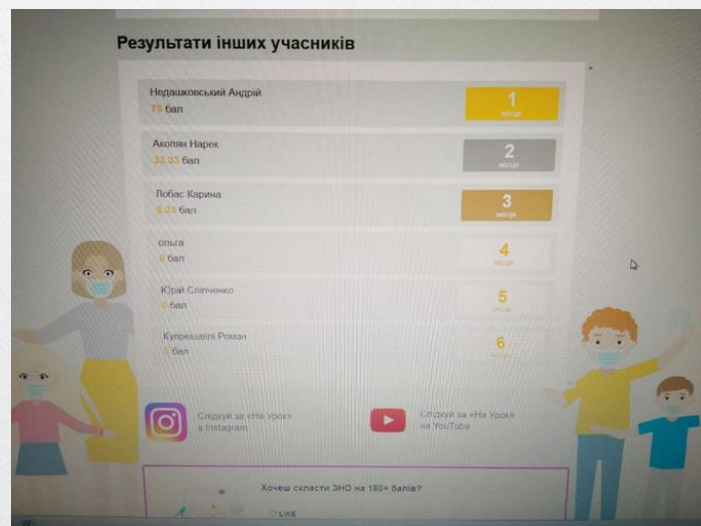 Результати інших учасників
Недашковський Андрій
75 бал
1
місце
Акопян Нарек
33.33 бал
2
місце
Лобас Карина
8.33 бал
3
місце
ольга
0 бал
4
місце
Юрій Сліпченко
0 бал
5
місце
Роман
0 бал
6
місце
Слідкуй за «На Урок»
в Instagram
Слідкуй за «На Урок»
на YouTube
Хочеш скласти ЗНО на 180+ балів?
LIKE